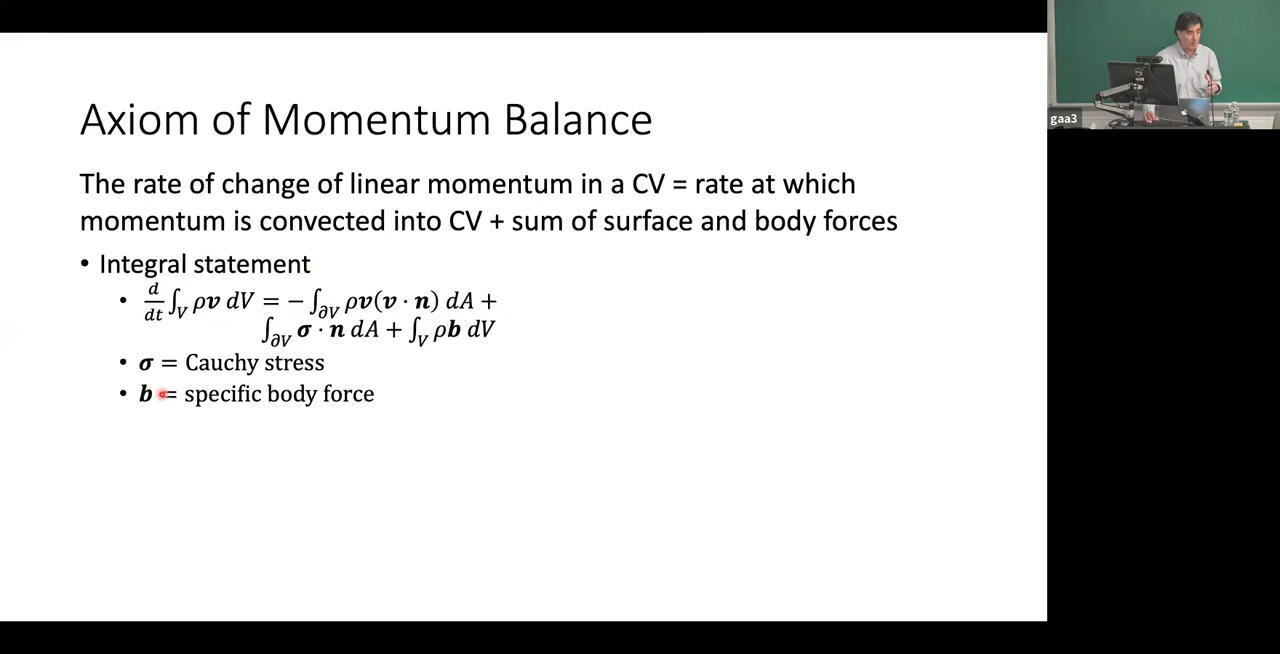 Axiom of Momentum Balance
The rate of change of linear momentum in a CV = rate at which
momentum is convected into CV + sum of surface and body forces
• Integral statement
• d/dt ∫_V ρ𝒗 dV = − ∫_∂V ρ𝒗(𝒗 · 𝒏) dA +
∫_∂V 𝝈 · 𝒏 dA + ∫_V ρ𝒃 dV
• 𝝈 = Cauchy stress
• 𝒃 = specific body force
gaa3